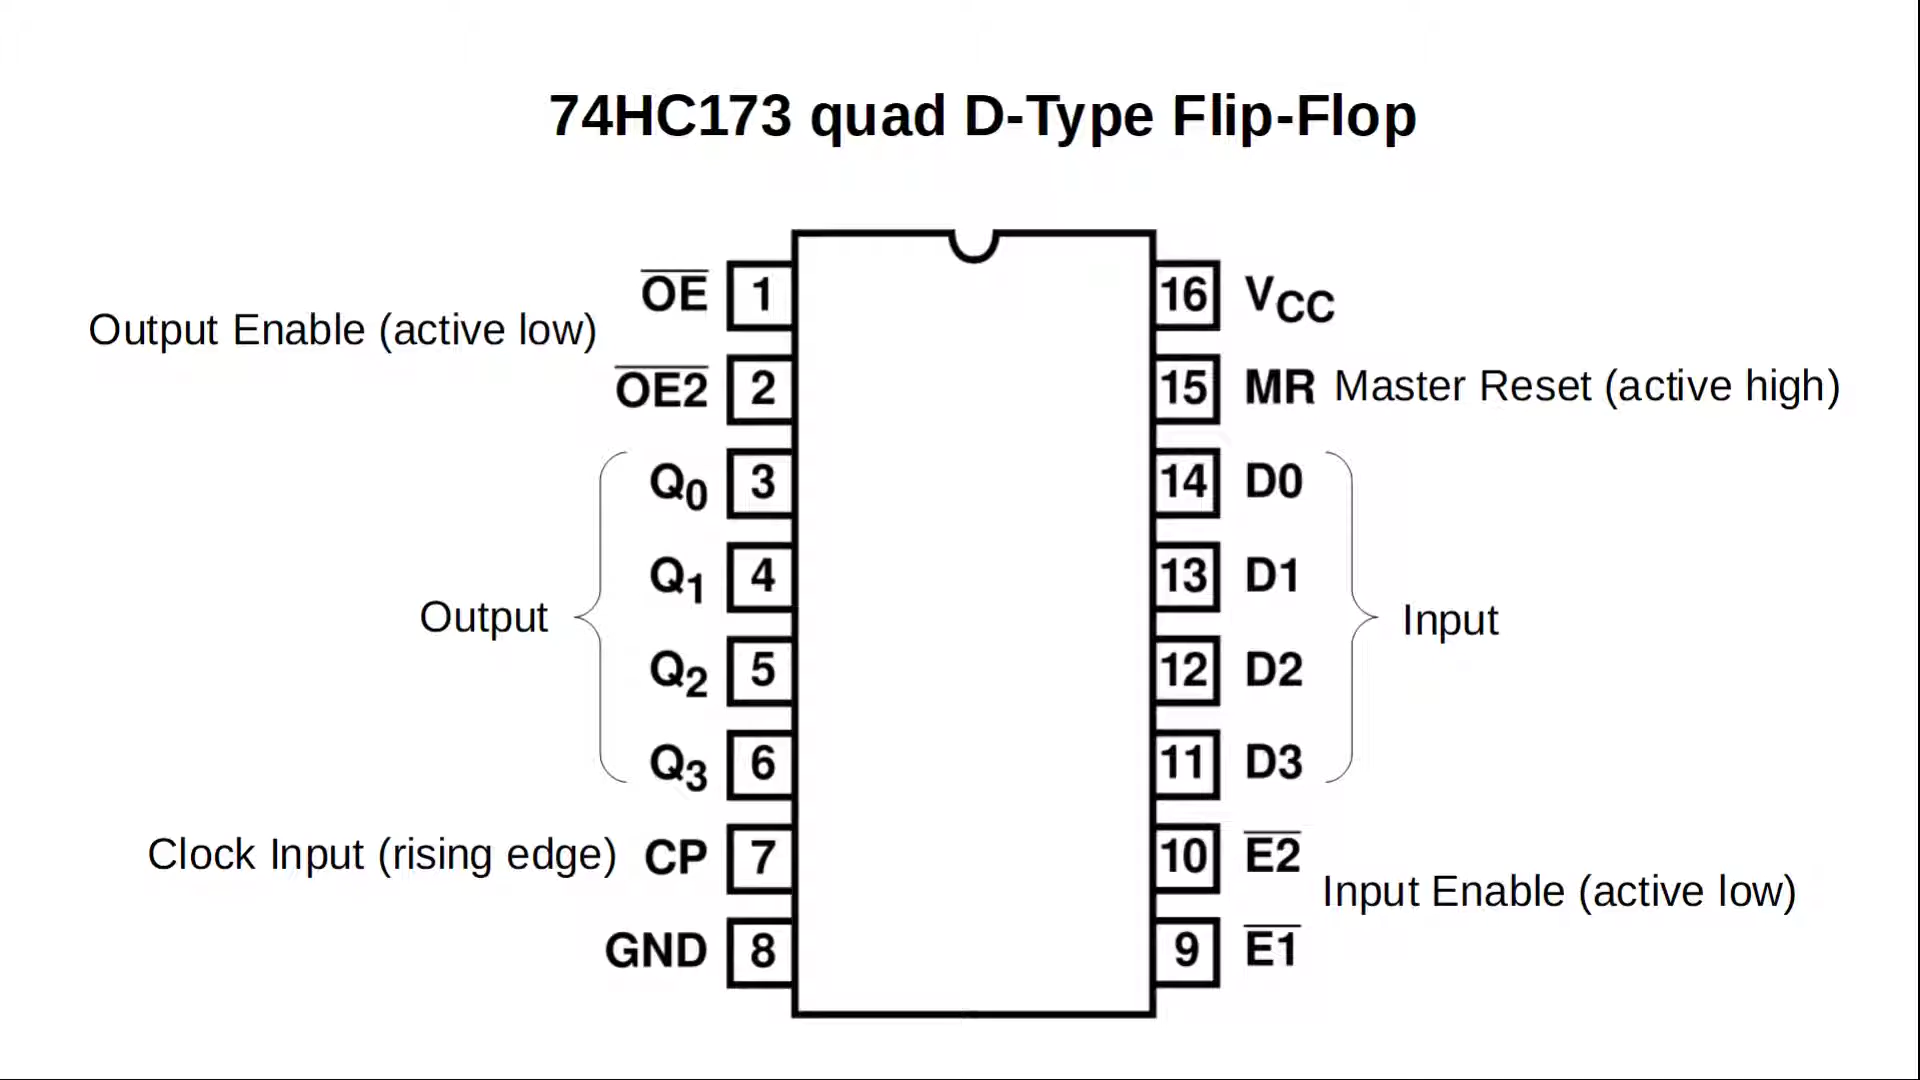 74HC173 quad D-Type Flip-Flop
OE 1 16 VCC
Output Enable (active low)
OE2 2 15 MR Master Reset (active high)
Q0 3 14 D0
Q1 4 13 D1
Output Input
Q2 5 12 D2
Q3 6 11 D3
Clock Input (rising edge) CP 7 10 E2
Input Enable (active low)
GND 8 9 E1